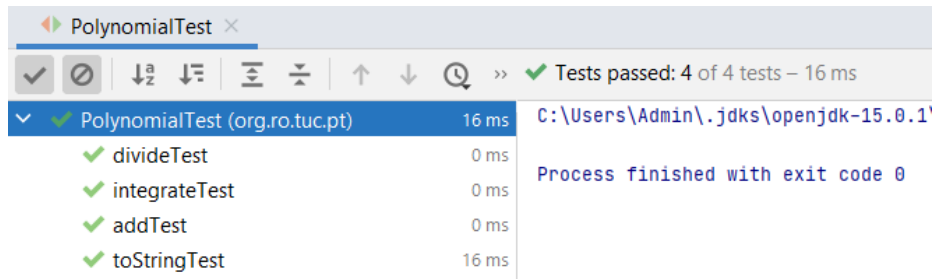 PolynomialTest
» Tests passed: 4 of 4 tests – 16 ms
PolynomialTest (org.ro.tuc.pt) 16 ms
divideTest 0 ms
integrateTest 0 ms
addTest 0 ms
toStringTest 16 ms
C:\Users\Admin\.jdks\openjdk-15.0.1\
Process finished with exit code 0